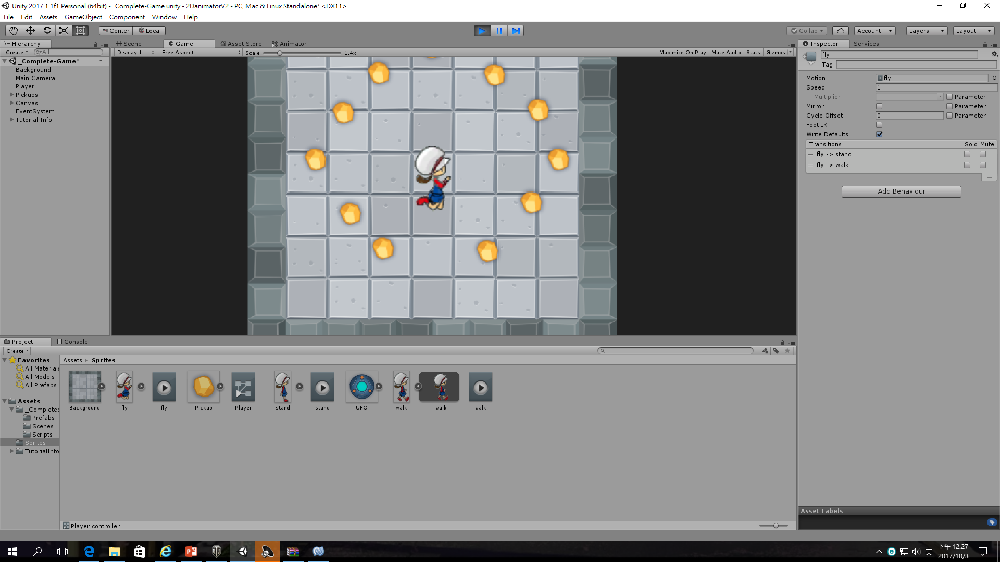 Unity 2017.1.1f1 Personal (64bit) - _Complete-Game.unity - 2DanimatorV2 - PC, Mac & Linux Standalone* <DX11>
File Edit Assets GameObject Component Window Help
Center Local Collab Account Layers Layout
Hierarchy Scene Game Asset Store Animator Inspector Services
Create All Display 1 Free Aspect Scale 1.4x Maximize On Play Mute Audio Stats Gizmos
_Complete-Game*
Background
Main Camera
Player
Pickups
Canvas
EventSystem
Tutorial Info
fly
Tag
Motion fly
Speed 1
Multiplier Parameter
Mirror Parameter
Cycle Offset 0 Parameter
Foot IK
Write Defaults
Transitions Solo Mute
fly -> stand
fly -> walk
Add Behaviour
Project Console
Create
Favorites
All Materials
All Models
All Prefabs
Assets
_Completed
Prefabs
Scenes
Scripts
Sprites
TutorialInfo
Assets Sprites
Background fly fly Pickup Player stand stand UFO walk walk walk
Player.controller
Asset Labels
英
下午 12:27
2017/10/3